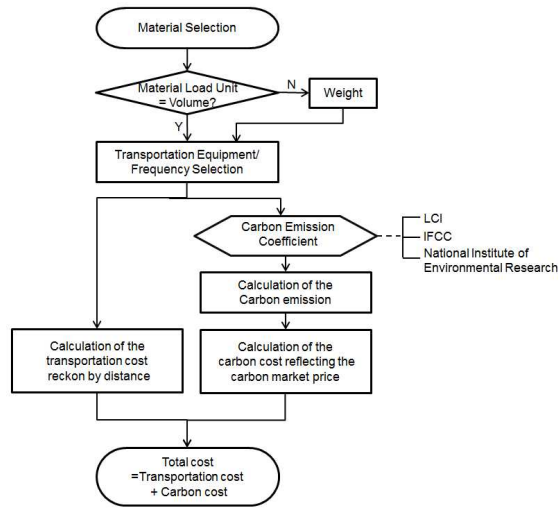 Material Selection
Material Load Unit
= Volume?
N
Weight
Y
Transportation Equipment/
Frequency Selection
Carbon Emission
Coefficient
LCI
IFCC
National Institute of
Environmental Research
Calculation of the
Carbon emission
Calculation of the
transportation cost
reckon by distance
Calculation of the
carbon cost reflecting the
carbon market price
Total cost
=Transportation cost
+ Carbon cost